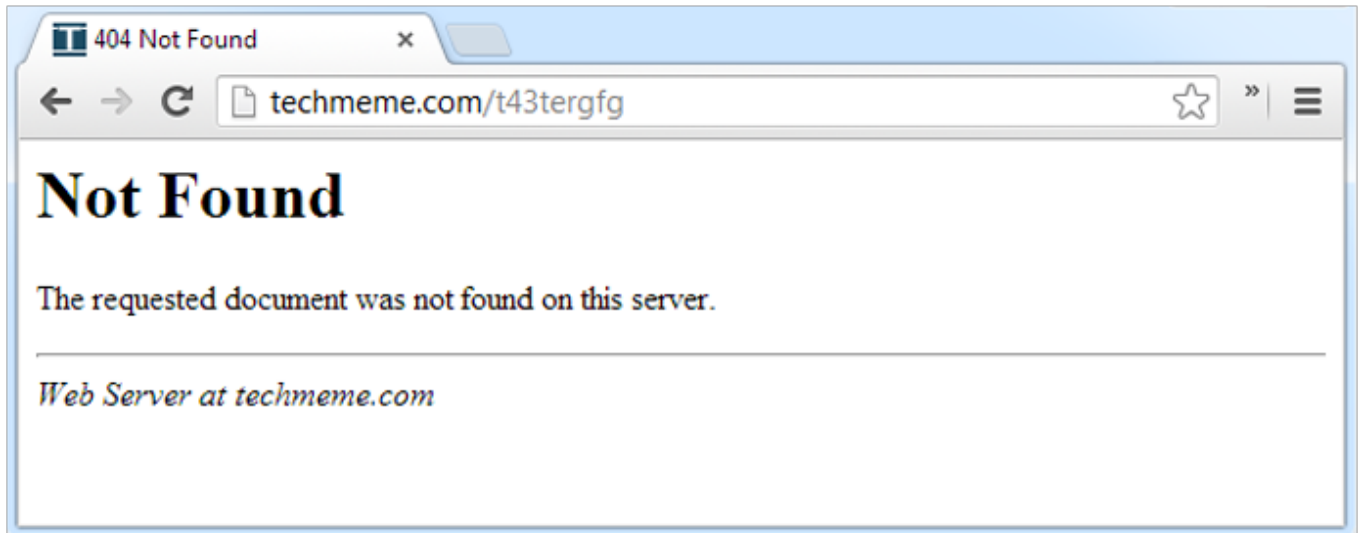 404 Not Found
techmeme.com/t43tergfg
Not Found
The requested document was not found on this server.
Web Server at techmeme.com